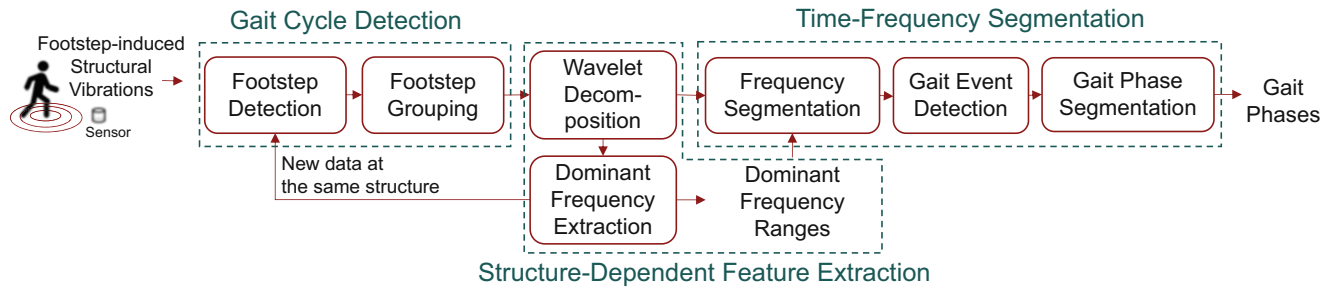 Gait Cycle Detection
Time-Frequency Segmentation
Footstep-induced
Structural
Vibrations
Sensor
Footstep
Detection
Footstep
Grouping
Wavelet
Decom-
position
Frequency
Segmentation
Gait Event
Detection
Gait Phase
Segmentation
Gait
Phases
New data at
the same structure
Dominant
Frequency
Extraction
Dominant
Frequency
Ranges
Structure-Dependent Feature Extraction